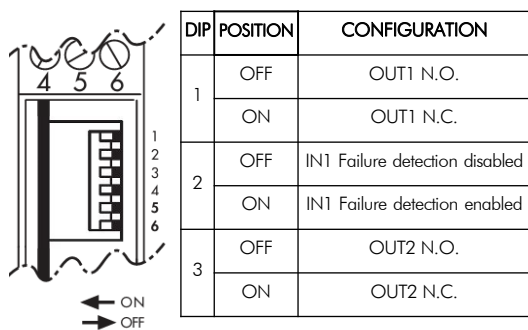 4 5 6
1
2
3
4
5
6
ON
OFF
DIP POSITION CONFIGURATION
1
OFF OUT1 N.O.
ON OUT1 N.C.
2
OFF IN1 Failure detection disabled
ON IN1 Failure detection enabled
3
OFF OUT2 N.O.
ON OUT2 N.C.